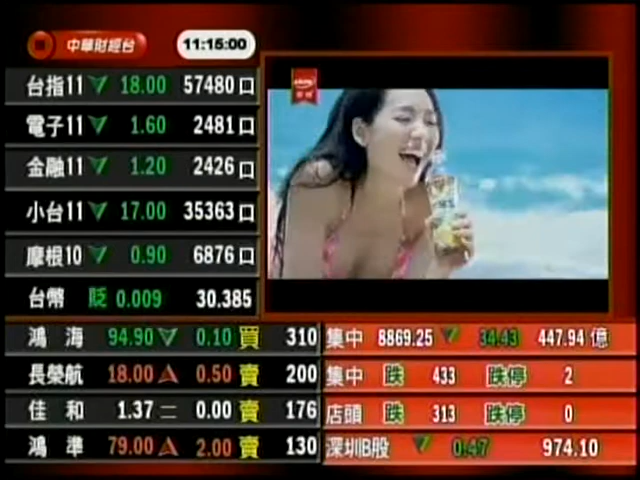 中華財經台 11:15:00
台指11 ▽ 18.00 57480口
電子11 ▽ 1.60 2481口
金融11 ▽ 1.20 2426口
小台11 ▽ 17.00 35363口
摩根10 ▽ 0.90 6876口
台幣 貶 0.009 30.385
鴻海 94.90 ▽ 0.10 買 310
長榮航 18.00 △ 0.50 賣 200
佳和 1.37 = 0.00 賣 176
鴻準 79.00 △ 2.00 賣 130
集中 8869.25 ▽ 34.43 447.94 億
集中 跌 433 跌停 2
店頭 跌 313 跌停 0
深圳B股 ▽ 0.47 974.10